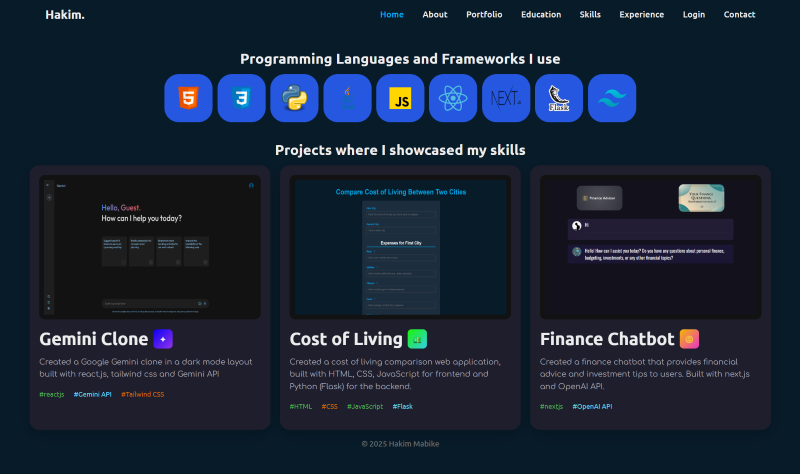 Hakim.
Home About Portfolio Education Skills Experience Login Contact
Programming Languages and Frameworks I use
JS
NEXT
Flask
Projects where I showcased my skills
Hello, Guest.
How can I help you today?
Compare Cost of Living Between Two Cities
Expenses for First City
Finance Advisor
YOUR FINANCE
QUESTIONS
Hi
Hello! How can I assist you today? Do you have any questions about personal finance,
budgeting, investments, or any other financial topics?
Gemini Clone
Created a Google Gemini clone in a dark mode layout
built with react.js, tailwind css and Gemini API
#reactjs #Gemini API #Tailwind CSS
Cost of Living
Created a cost of living comparison web application,
built with HTML, CSS, JavaScript for frontend and
Python (Flask) for the backend.
#HTML #CSS #JavaScript #Flask
Finance Chatbot
Created a finance chatbot that provides financial
advice and investment tips to users. Built with next.js
and OpenAI API.
#nextjs #OpenAI API
© 2025 Hakim Mabike